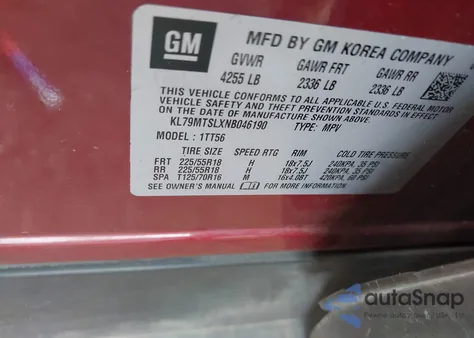 GM
MFD BY GM KOREA COMPANY
GVWR GAWR FRT GAWR RR
4255 LB 2336 LB 2336 LB
THIS VEHICLE CONFORMS TO ALL APPLICABLE U.S. FEDERAL MOTOR
VEHICLE SAFETY AND THEFT PREVENTION STANDARDS IN EFFECT
ON THE DATE OF MANUFACTURE SHOWN ABOVE.
KL79MTSLXNB046190 TYPE: MPV
MODEL : 1TT56
TIRE SIZE SPEED RTG RIM COLD TIRE PRESSURE
FRT 225/55R18 H 18x7.5J 240KPA, 35 PSI
RR 225/55R18 H 18x7.5J 240KPA, 35 PSI
SPA T125/70R16 M 16x4.0BT 420KPA, 60 PSI
SEE OWNER'S MANUAL FOR MORE INFORMATION.
autoSnap